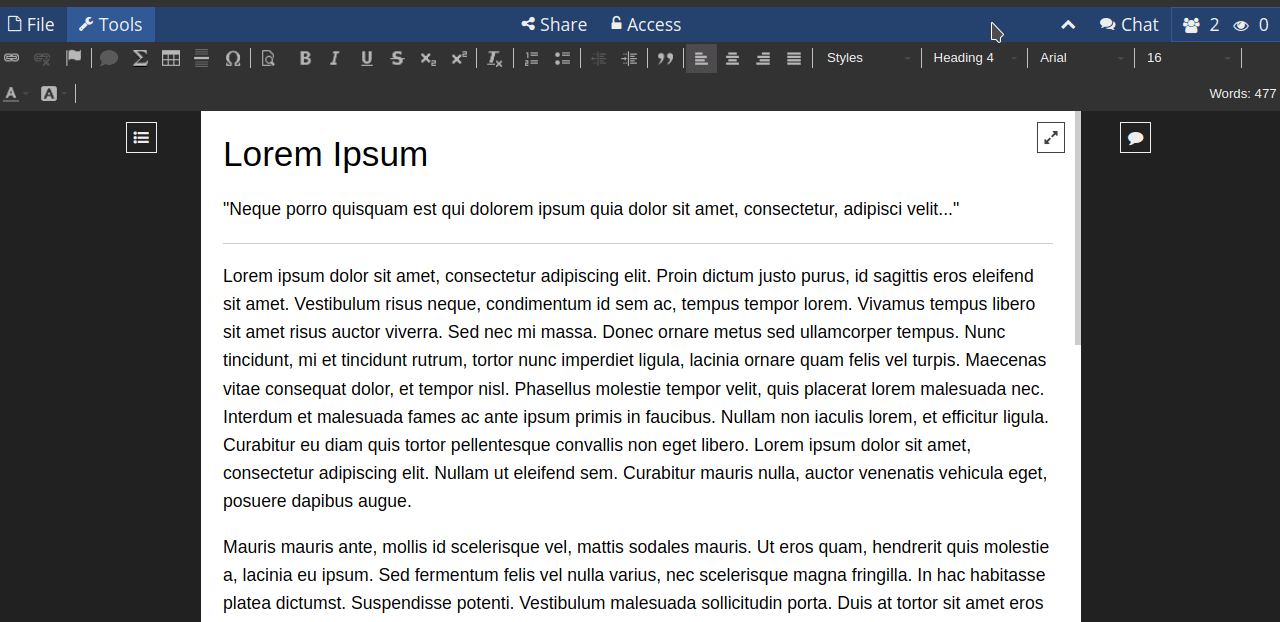 File Tools Share Access Chat 2 0
Styles Heading 4 Arial 16
Words: 477
Lorem Ipsum
"Neque porro quisquam est qui dolorem ipsum quia dolor sit amet, consectetur, adipisci velit..."
Lorem ipsum dolor sit amet, consectetur adipiscing elit. Proin dictum justo purus, id sagittis eros eleifend
sit amet. Vestibulum risus neque, condimentum id sem ac, tempus tempor lorem. Vivamus tempus libero
sit amet risus auctor viverra. Sed nec mi massa. Donec ornare metus sed ullamcorper tempus. Nunc
tincidunt, mi et tincidunt rutrum, tortor nunc imperdiet ligula, lacinia ornare quam felis vel turpis. Maecenas
vitae consequat dolor, et tempor nisl. Phasellus molestie tempor velit, quis placerat lorem malesuada nec.
Interdum et malesuada fames ac ante ipsum primis in faucibus. Nullam non iaculis lorem, et efficitur ligula.
Curabitur eu diam quis tortor pellentesque convallis non eget libero. Lorem ipsum dolor sit amet,
consectetur adipiscing elit. Nullam ut eleifend sem. Curabitur mauris nulla, auctor venenatis vehicula eget,
posuere dapibus augue.
Mauris mauris ante, mollis id scelerisque vel, mattis sodales mauris. Ut eros quam, hendrerit quis molestie
a, lacinia eu ipsum. Sed fermentum felis vel nulla varius, nec scelerisque magna fringilla. In hac habitasse
platea dictumst. Suspendisse potenti. Vestibulum malesuada sollicitudin porta. Duis at tortor sit amet eros